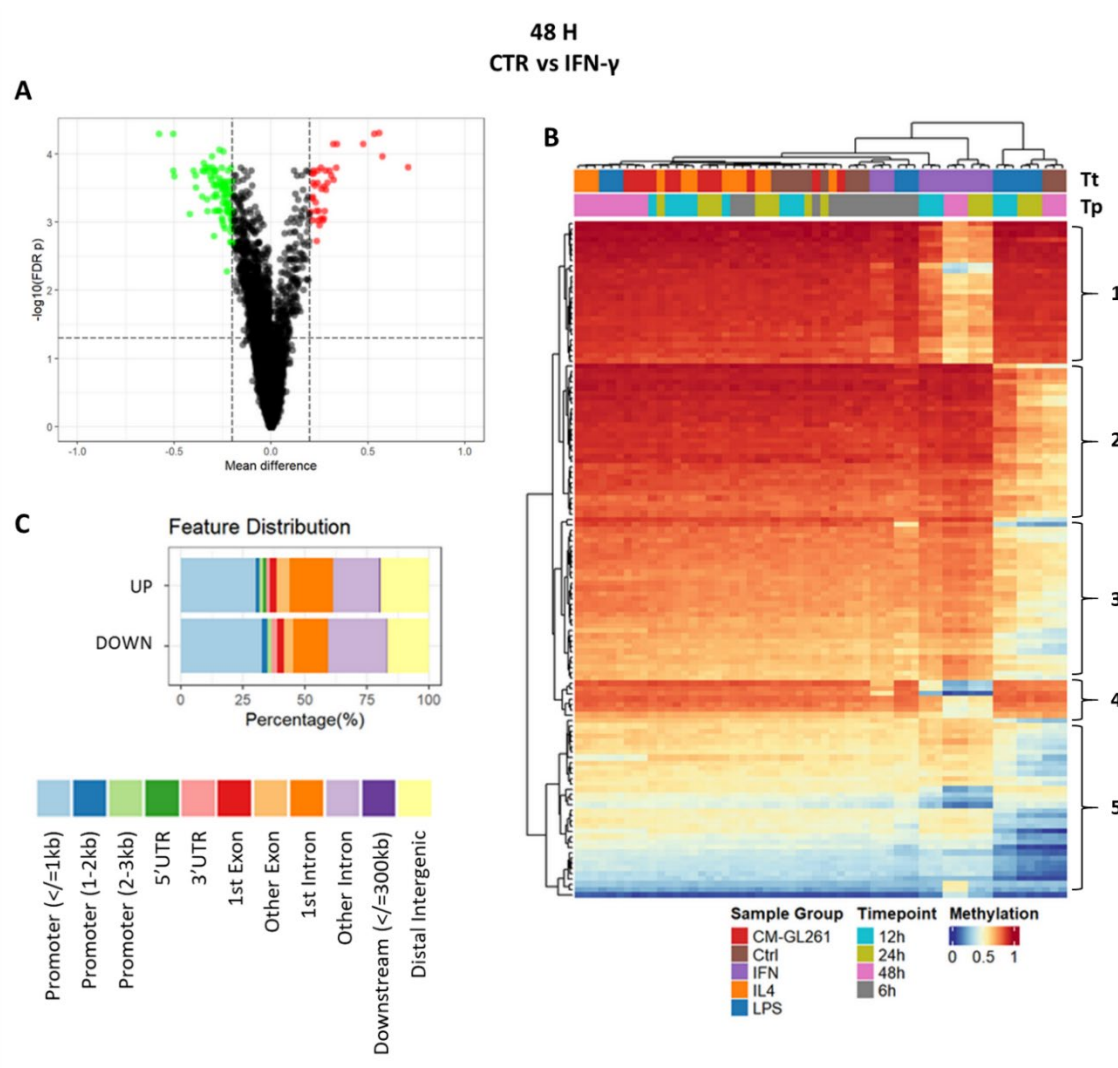 48 H
CTR vs IFN-γ
A
4
3
2
1
0
-log10(FDR p)
-1.0 -0.5 0.0 0.5 1.0
Mean difference
B
Tt
Tp
1
2
3
4
5
Sample Group Timepoint Methylation
CM-GL261 12h
Ctrl 24h 0 0.5 1
IFN 48h
IL4 6h
LPS
C
Feature Distribution
UP
DOWN
0 25 50 75 100
Percentage(%)
Promoter (</=1kb)
Promoter (1-2kb)
Promoter (2-3kb)
5'UTR
3'UTR
1st Exon
Other Exon
1st Intron
Other Intron
Downstream (</=300kb)
Distal Intergenic